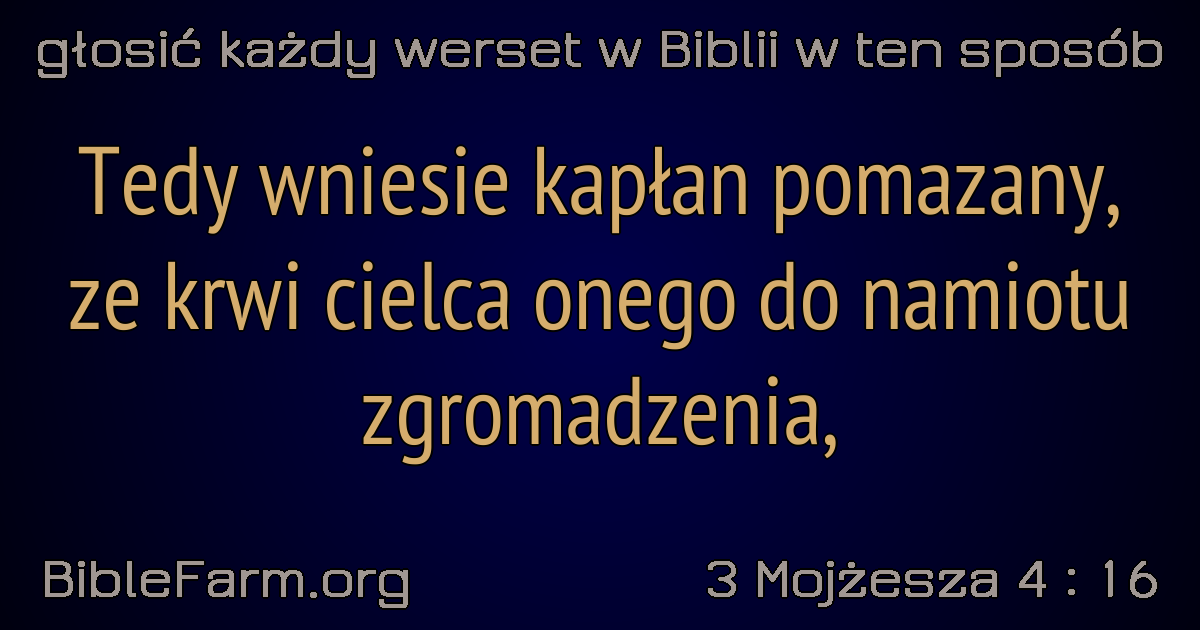 głosić każdy werset w Biblii w ten sposób
Tedy wniesie kapłan pomazany,
ze krwi cielca onego do namiotu
zgromadzenia,
BibleFarm.org
3 Mojżesza 4 : 16